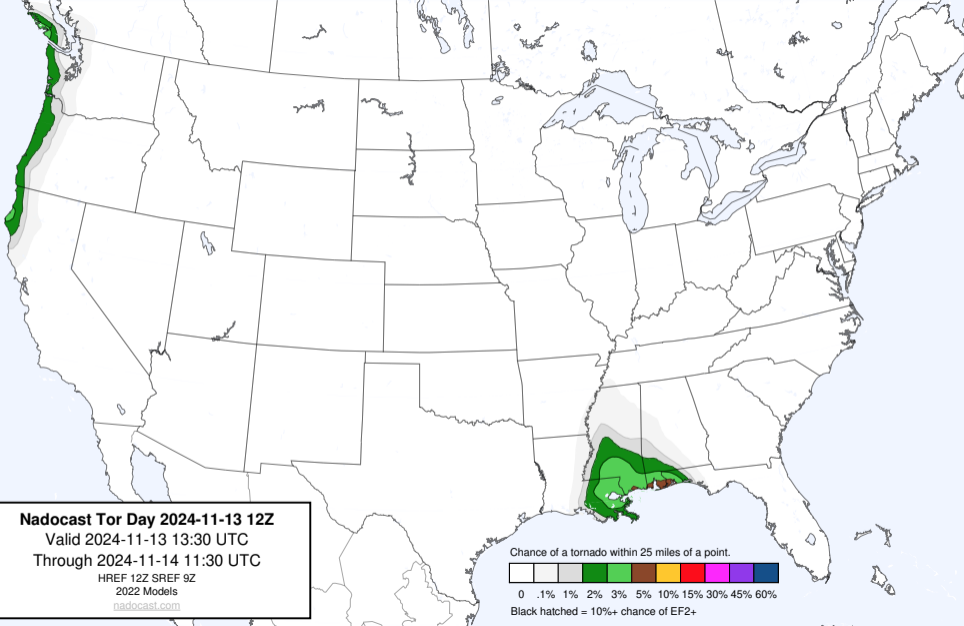 Nadocast Tor Day 2024-11-13 12Z
Valid 2024-11-13 13:30 UTC
Through 2024-11-14 11:30 UTC
HREF 12Z SREF 9Z
2022 Models
nadocast.com
Chance of a tornado within 25 miles of a point.
0 .1% 1% 2% 3% 5% 10% 15% 30% 45% 60%
Black hatched = 10%+ chance of EF2+